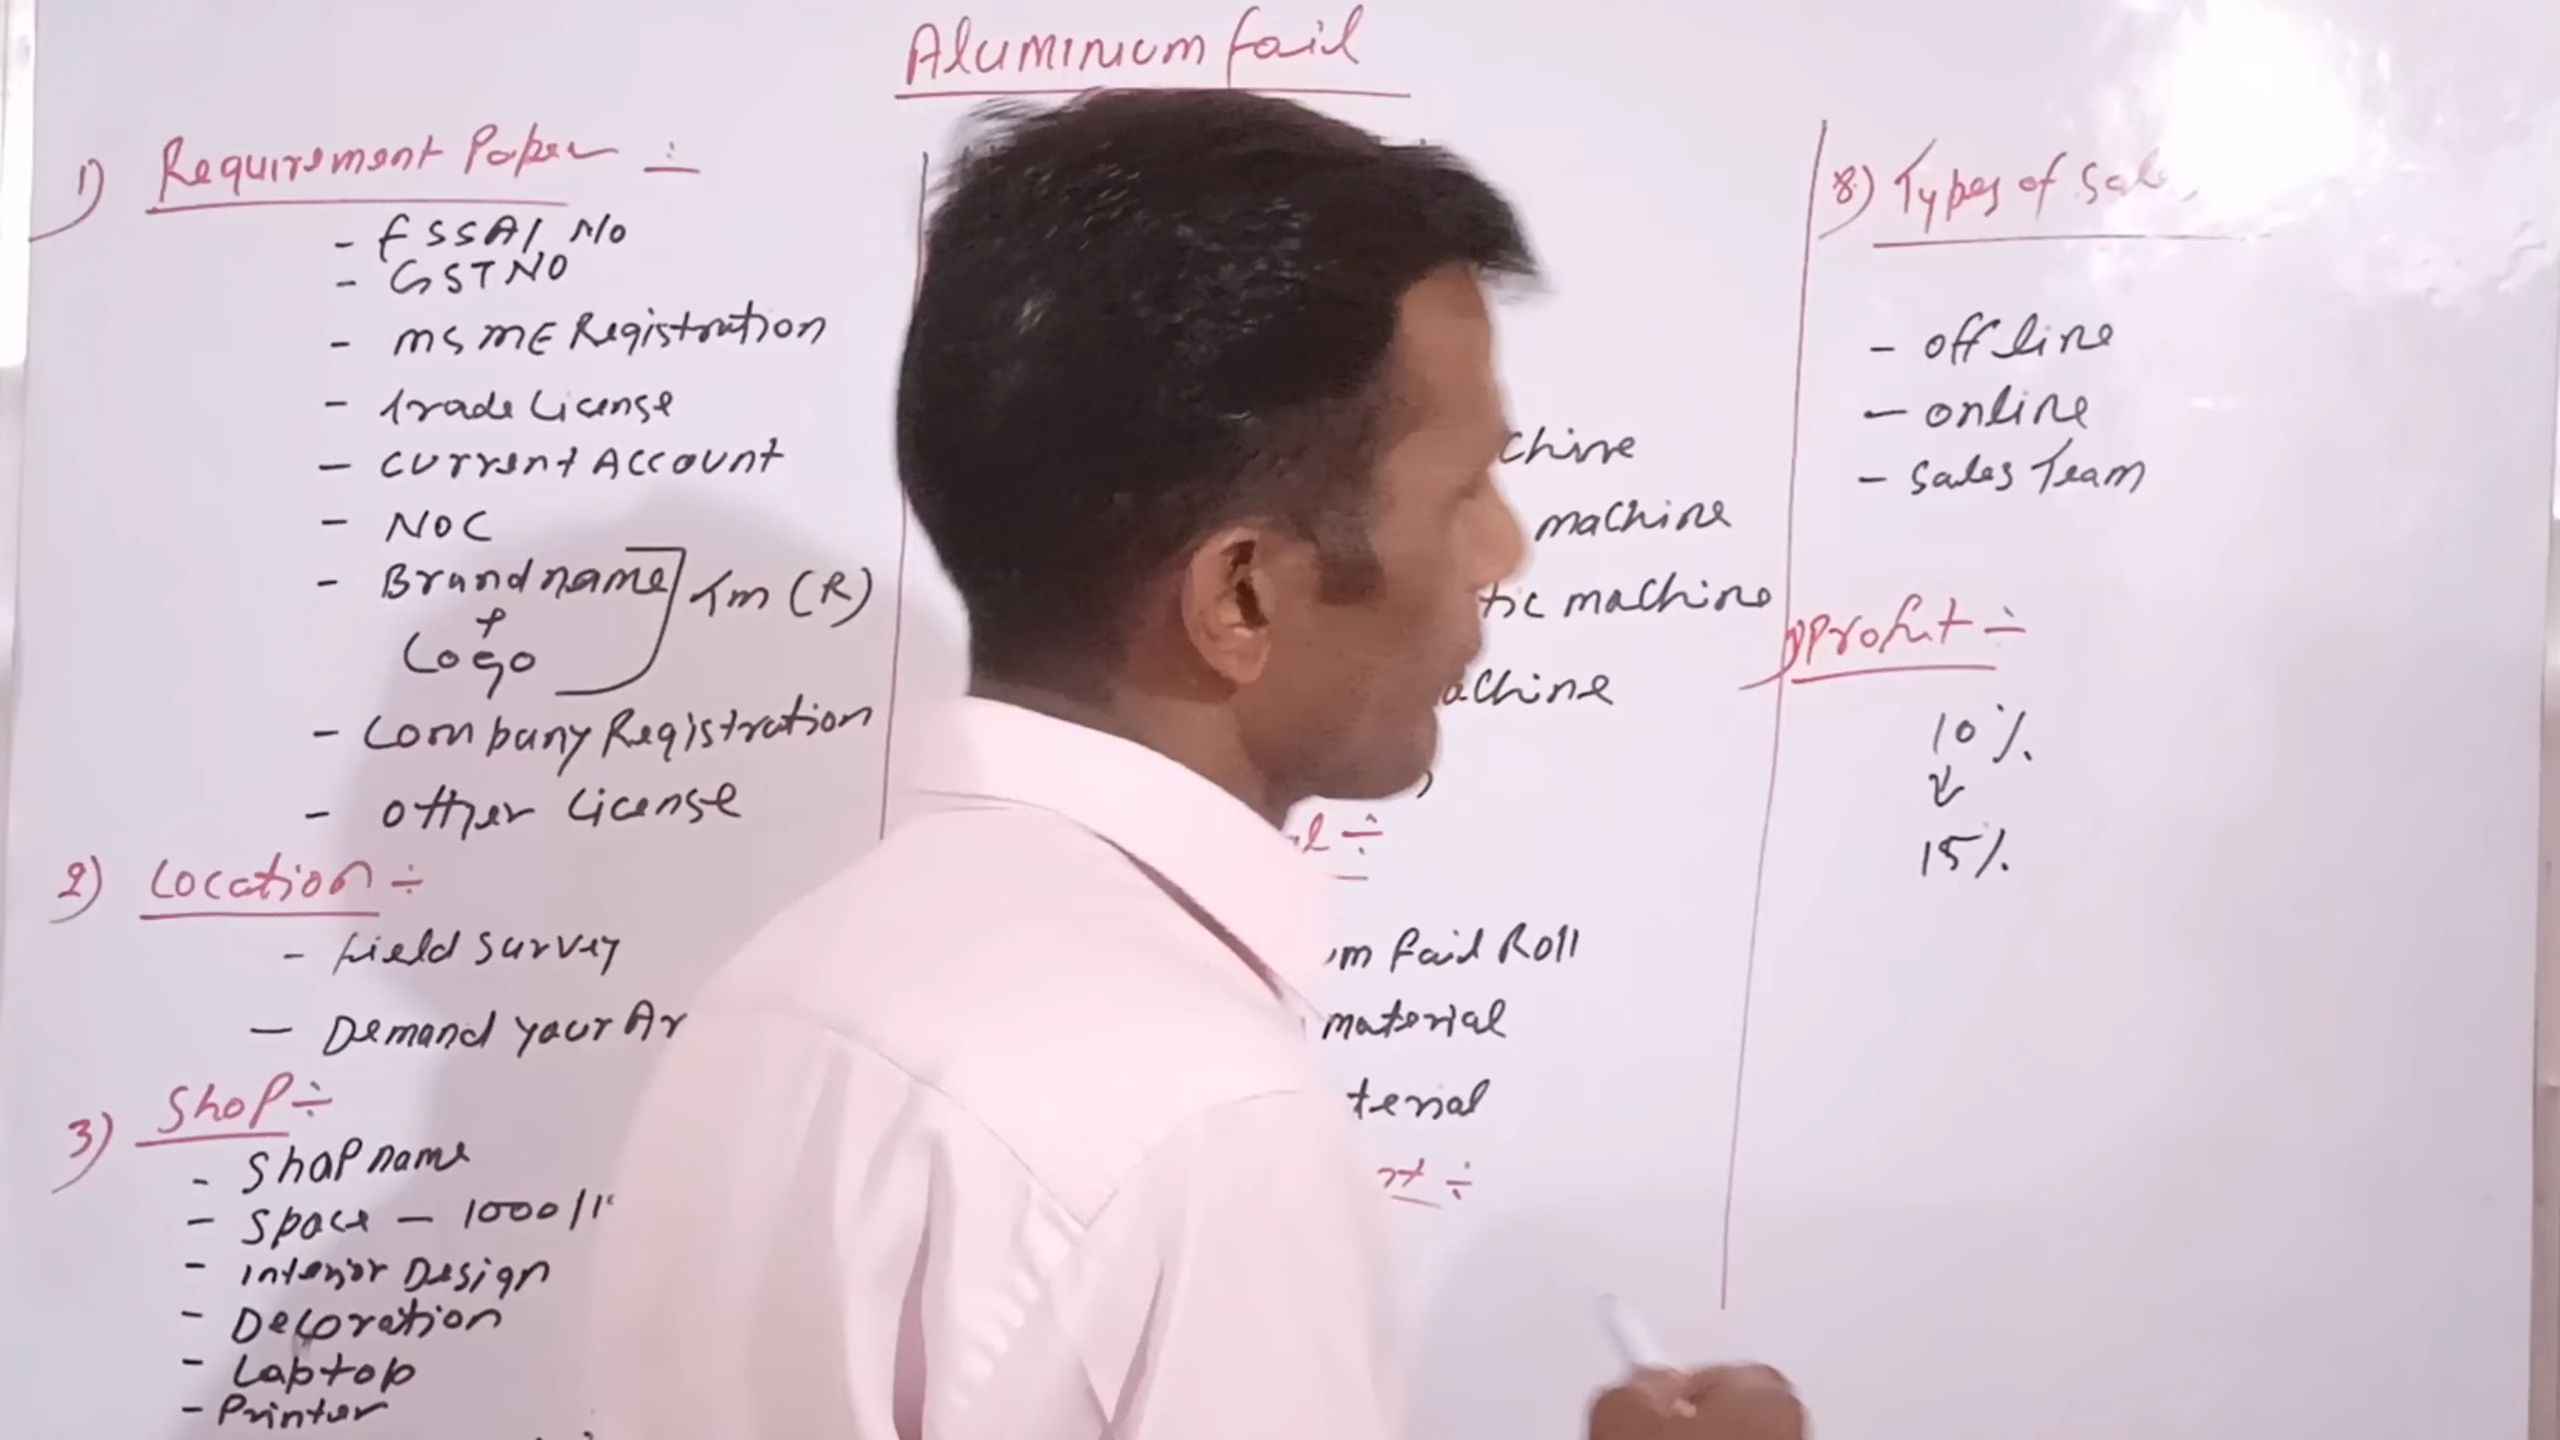 Aluminium fail
1) Requirement Paper ÷
- FSSAI NO
- GST NO
- MSME Registration
- Trade License
- Current Account
- NOC
- Brand name
+
Logo
Tm (R)
- Company Registration
- other License
2) Location ÷
- Field survey
- Demand your Ar
3) Shop ÷
- Shop name
- Space - 1000/1
- Interior Design
- Decoration
- Laptop
- Printer
chine
machine
tic machine
achine
)
l ÷
m fail Roll
material
terial
rt ÷
8) Types of Sal
- offline
- online
- Sales Team
Profit ÷
10%
↓
15%